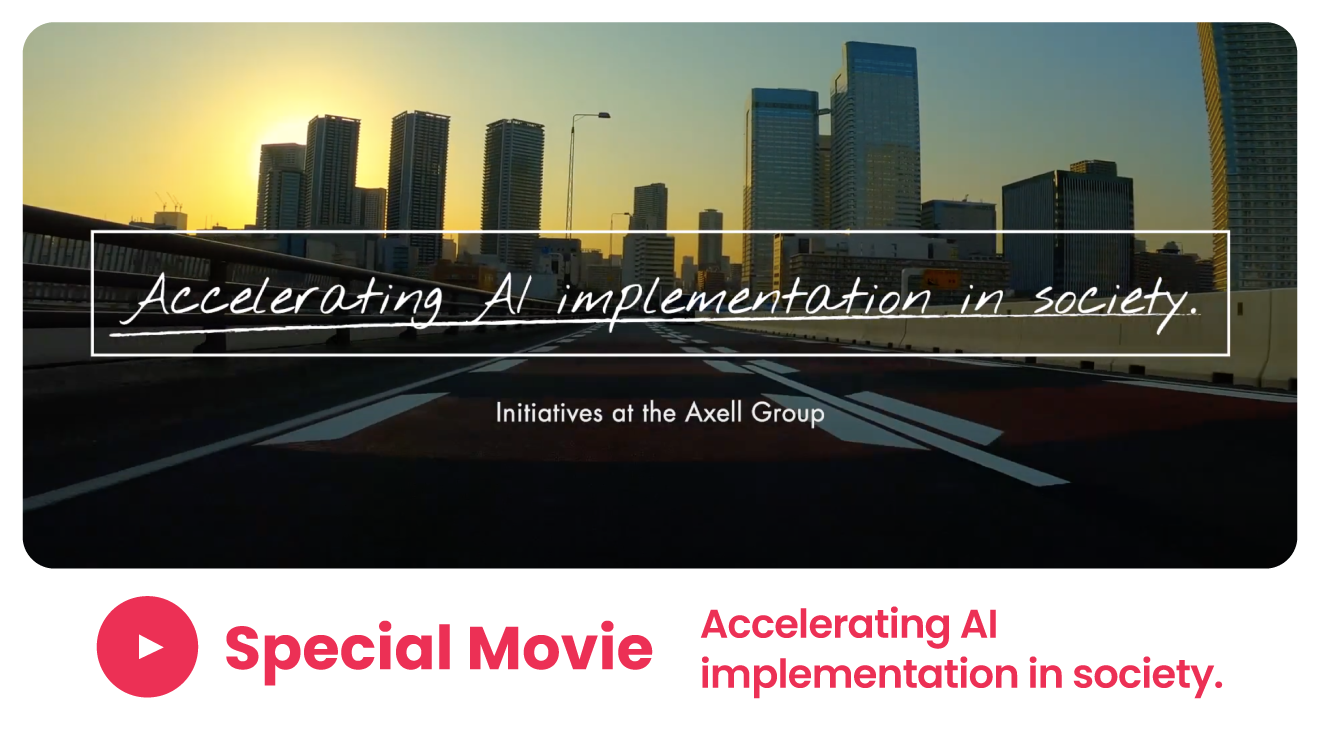 Accelerating AI implementation in society.
Initiatives at the Axell Group
Special Movie
Accelerating AI
implementation in society.